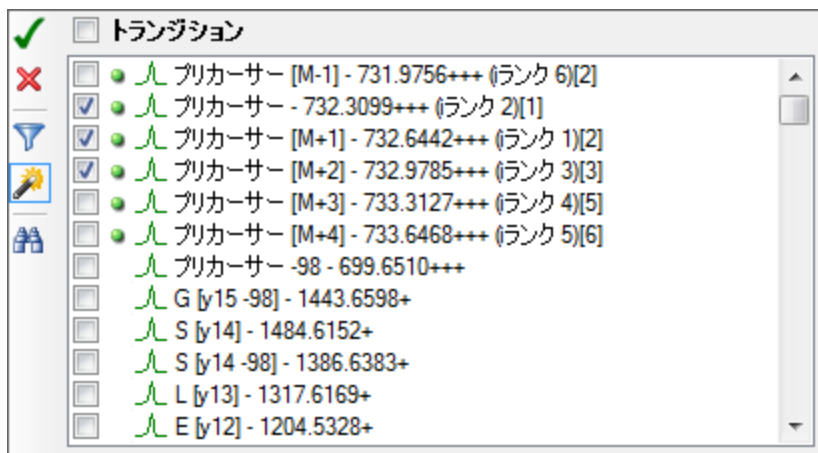 トランジション
プリカーサー [M-1] - 731.9756+++ (iランク 6)[2]
プリカーサー - 732.3099+++ (iランク 2)[1]
プリカーサー [M+1] - 732.6442+++ (iランク 1)[2]
プリカーサー [M+2] - 732.9785+++ (iランク 3)[3]
プリカーサー [M+3] - 733.3127+++ (iランク 4)[5]
プリカーサー [M+4] - 733.6468+++ (iランク 5)[6]
プリカーサー -98 - 699.6510+++
G [y15 -98] - 1443.6598+
S [y14] - 1484.6152+
S [y14 -98] - 1386.6383+
L [y13] - 1317.6169+
E [y12] - 1204.5328+